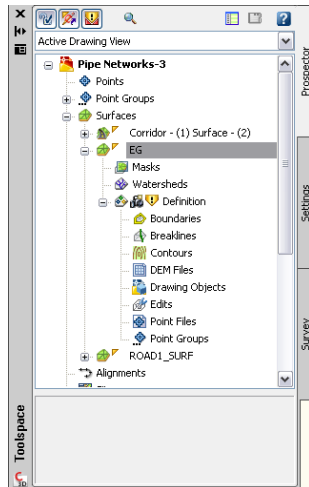 Active Drawing View
Pipe Networks-3
Points
Point Groups
Surfaces
Corridor - (1) Surface - (2)
EG
Masks
Watersheds
Definition
Boundaries
Breaklines
Contours
DEM Files
Drawing Objects
Edits
Point Files
Point Groups
ROAD1_SURF
Alignments
Prospector
Settings
Survey
Toolspace